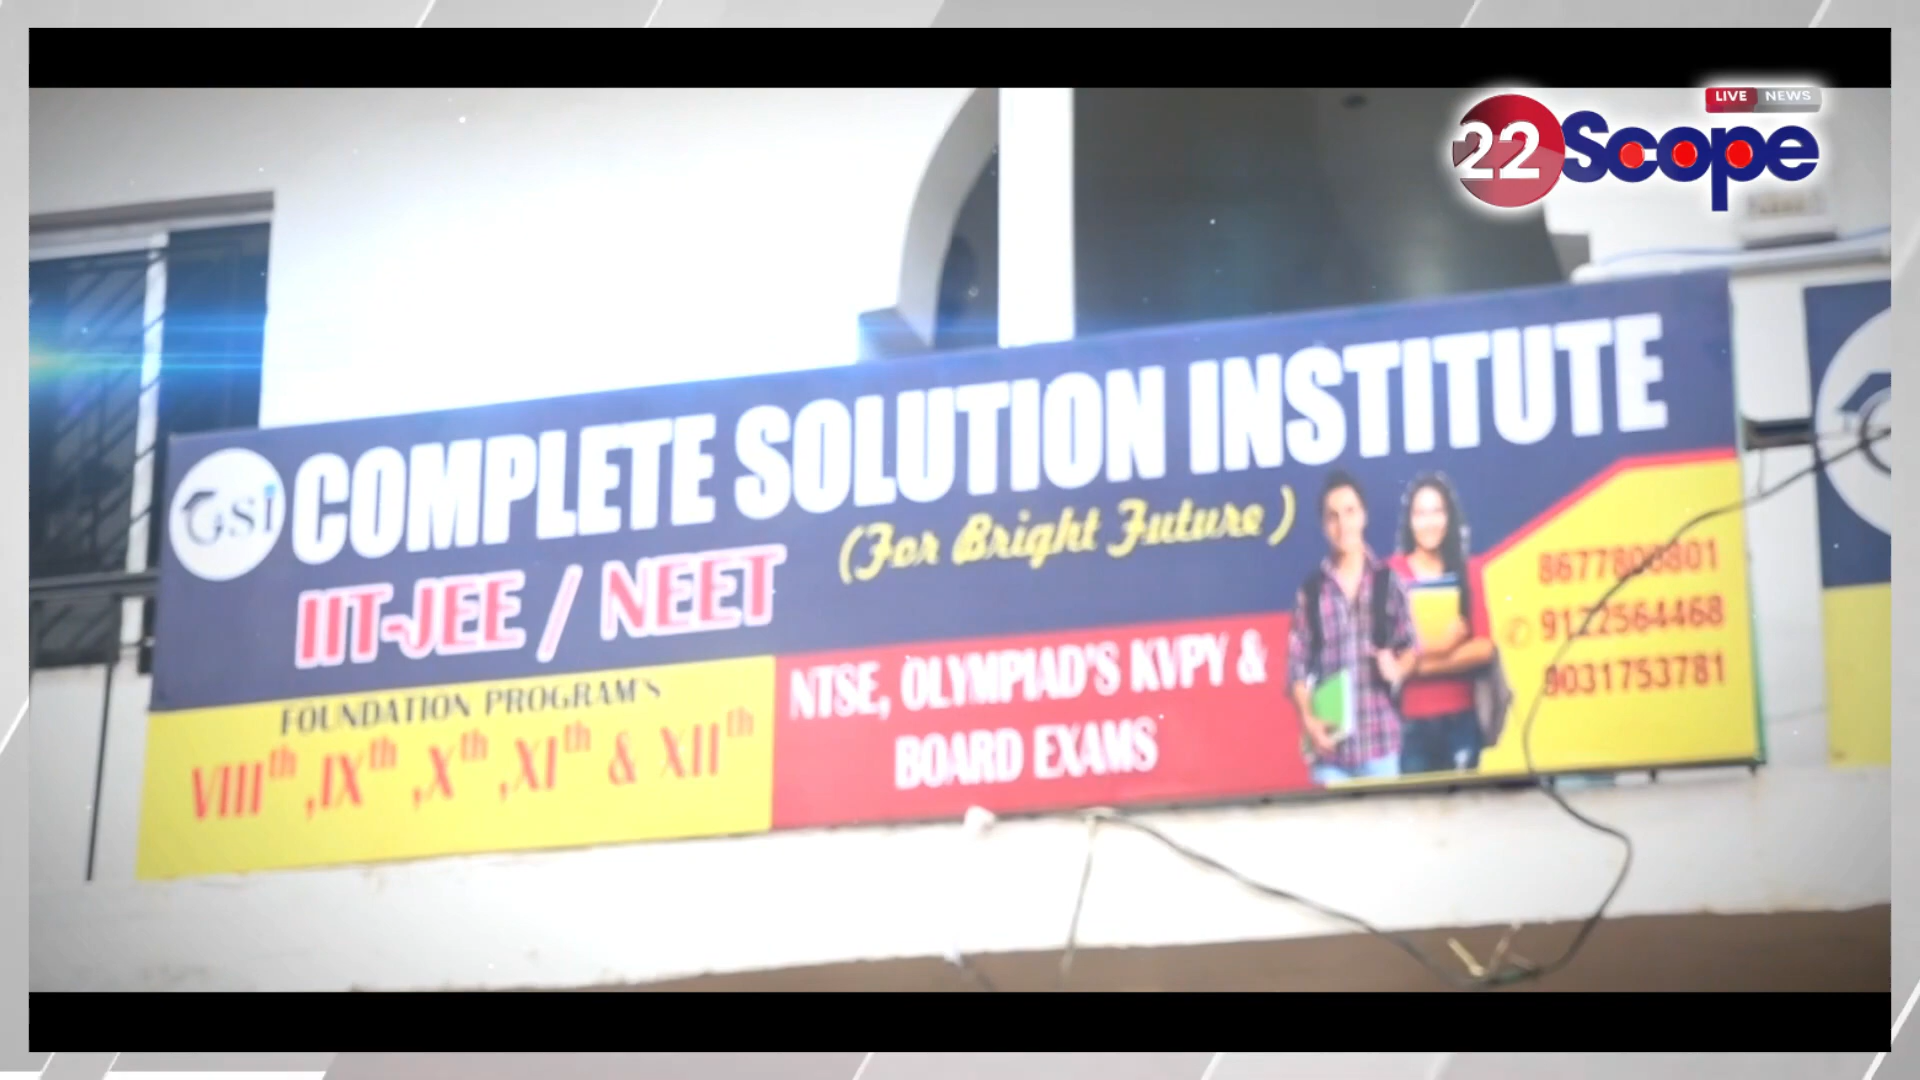 LIVE NEWS
22Scope
CSI COMPLETE SOLUTION INSTITUTE
(For Bright Future)
IIT-JEE / NEET
FOUNDATION PROGRAM'S
VIIIth ,IXth ,Xth ,XIth & XIIth
NTSE, OLYMPIAD'S KVPY &
BOARD EXAMS
9122564468
9031753781